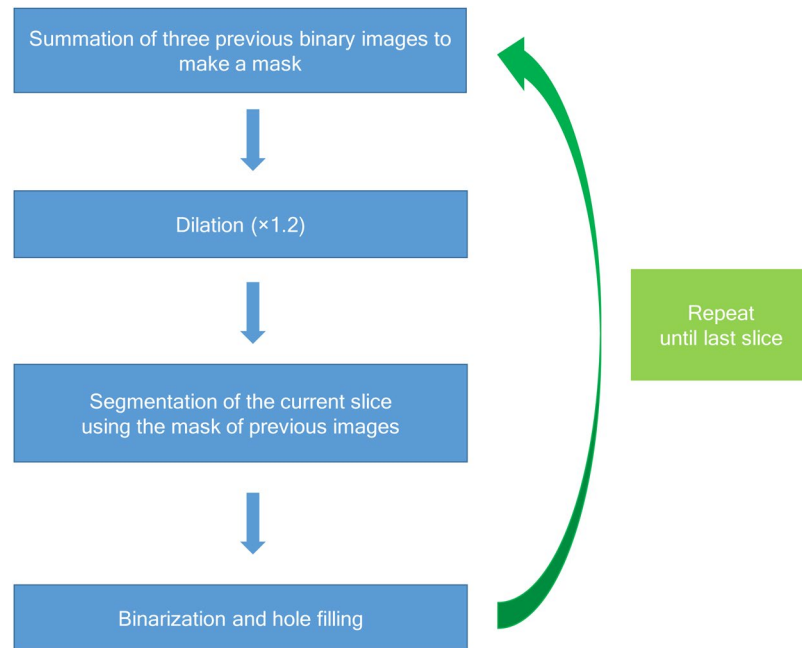 Summation of three previous binary images to
make a mask
Dilation (×1.2)
Segmentation of the current slice
using the mask of previous images
Binarization and hole filling
Repeat
until last slice